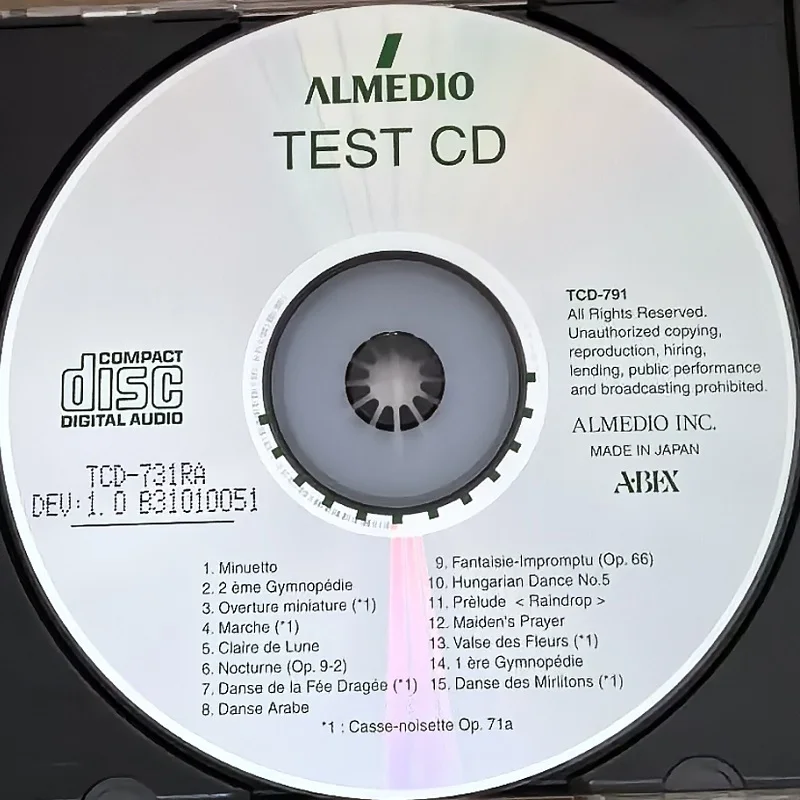 ALMEDIO
TEST CD
TCD-791
All Rights Reserved.
Unauthorized copying,
reproduction, hiring,
lending, public performance
and broadcasting prohibited.
ALMEDIO INC.
MADE IN JAPAN
ABEX
COMPACT
disc
DIGITAL AUDIO
TCD-731RA
DEV:1.0 B31010051
1. Minuetto
2. 2 ème Gymnopédie
3. Overture miniature (*1)
4. Marche (*1)
5. Claire de Lune
6. Nocturne (Op. 9-2)
7. Danse de la Fée Dragée (*1)
8. Danse Arabe
9. Fantaisie-Impromptu (Op. 66)
10. Hungarian Dance No.5
11. Prèlude < Raindrop >
12. Maiden's Prayer
13. Valse des Fleurs (*1)
14. 1 ère Gymnopédie
15. Danse des Mirlitons (*1)
*1 : Casse-noisette Op. 71a